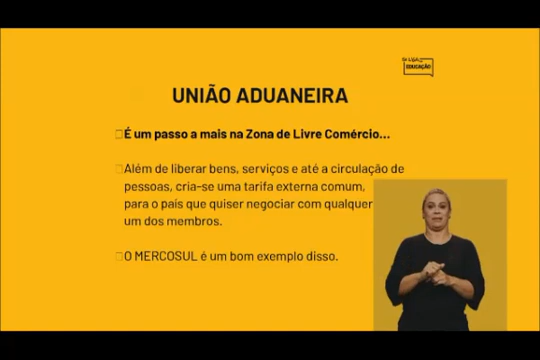 SE LIGA NA
EDUCAÇÃO
UNIÃO ADUANEIRA
É um passo a mais na Zona de Livre Comércio...
Além de liberar bens, serviços e até a circulação de
pessoas, cria-se uma tarifa externa comum,
para o país que quiser negociar com qualquer
um dos membros.
O MERCOSUL é um bom exemplo disso.